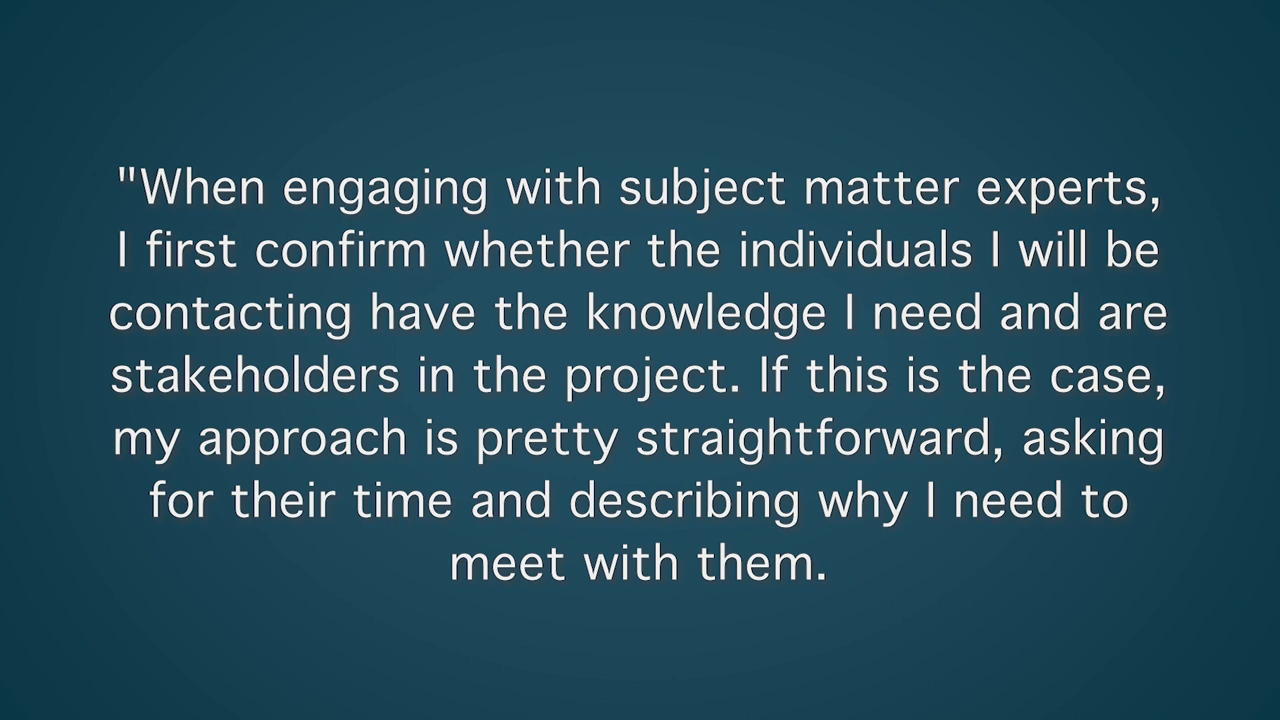 "When engaging with subject matter experts,
I first confirm whether the individuals I will be
contacting have the knowledge I need and are
stakeholders in the project. If this is the case,
my approach is pretty straightforward, asking
for their time and describing why I need to
meet with them.